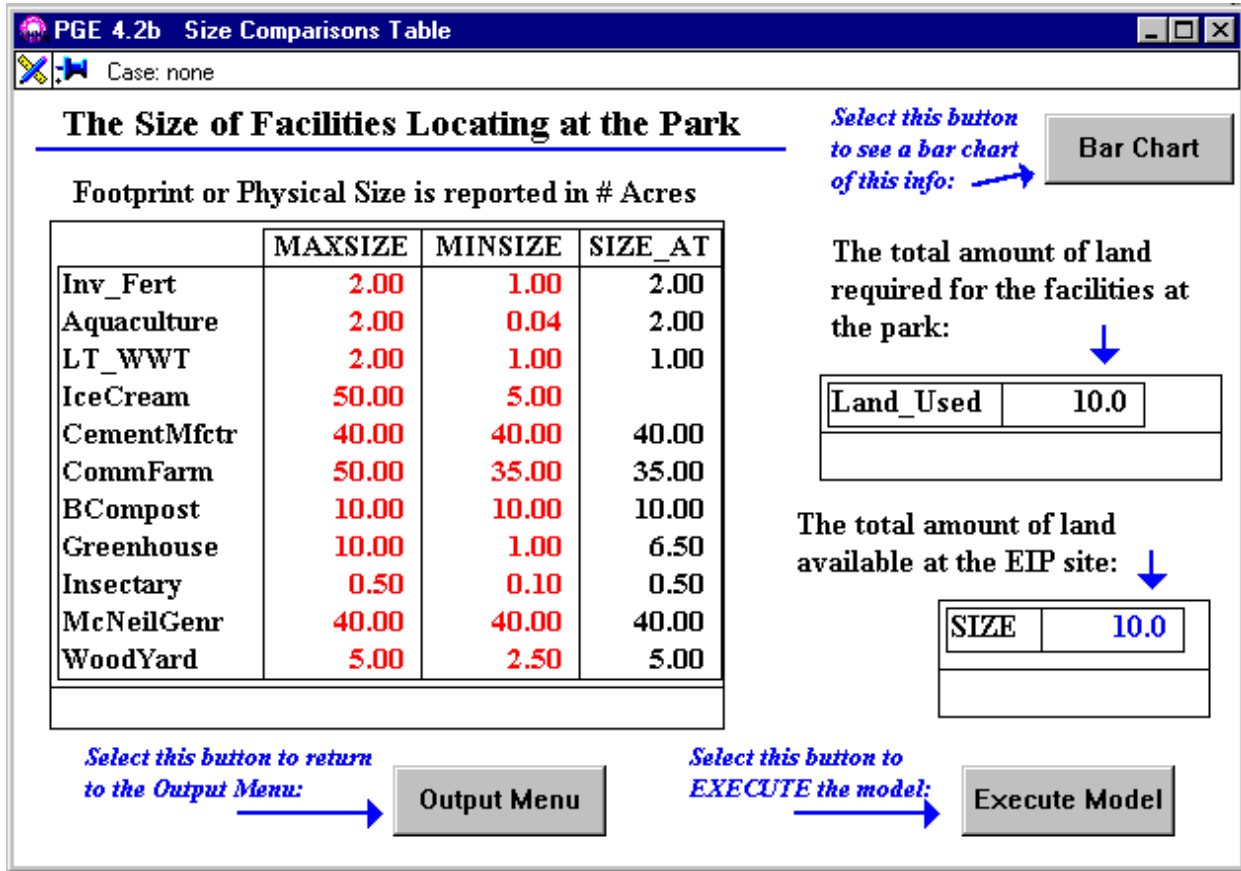 PGE 4.2b Size Comparisons Table
Case: none
The Size of Facilities Locating at the Park
Select this button
to see a bar chart
of this info:
Bar Chart
Footprint or Physical Size is reported in # Acres
MAXSIZE MINSIZE SIZE_AT
Inv_Fert 2.00 1.00 2.00
Aquaculture 2.00 0.04 2.00
LT_WWT 2.00 1.00 1.00
IceCream 50.00 5.00
CementMfctr 40.00 40.00 40.00
CommFarm 50.00 35.00 35.00
BCompost 10.00 10.00 10.00
Greenhouse 10.00 1.00 6.50
Insectary 0.50 0.10 0.50
McNeilGenr 40.00 40.00 40.00
WoodYard 5.00 2.50 5.00
The total amount of land
required for the facilities at
the park:
Land_Used 10.0
The total amount of land
available at the EIP site:
SIZE 10.0
Select this button to return
to the Output Menu:
Output Menu
Select this button to
EXECUTE the model:
Execute Model